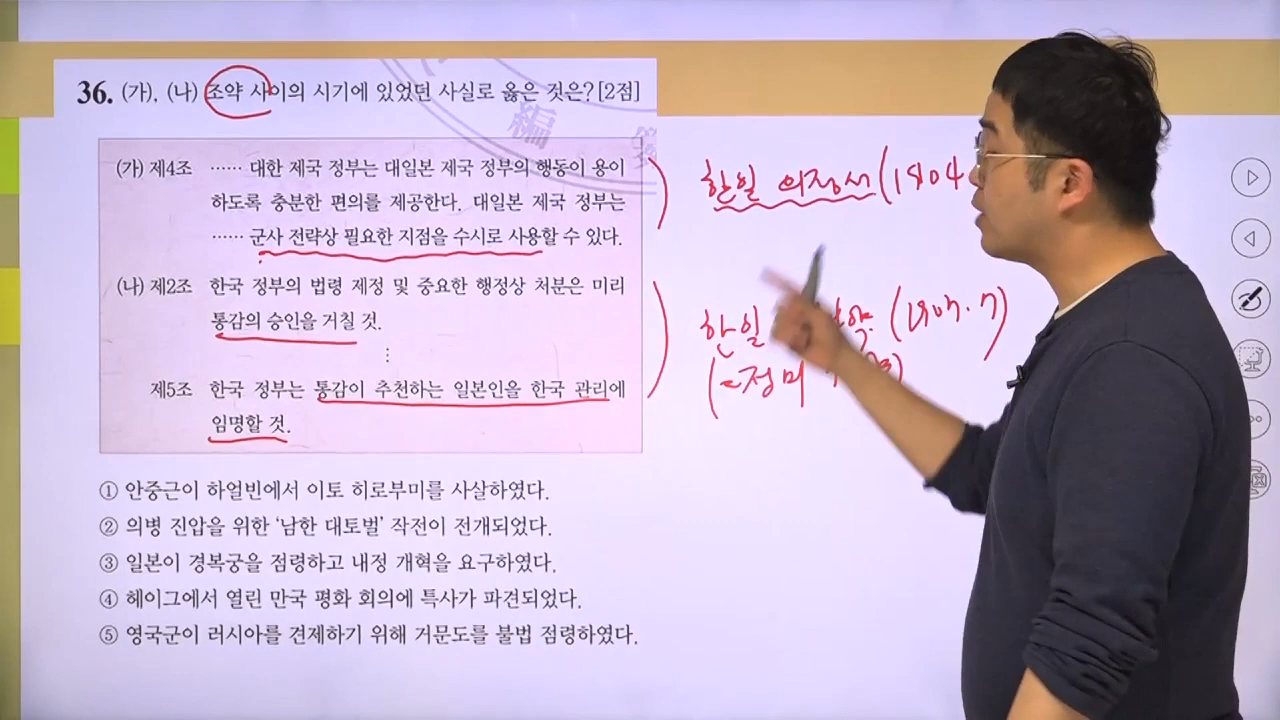 36. (가), (나) 조약 사이의 시기에 있었던 사실로 옳은 것은? [2점]
(가) 제4조 …… 대한 제국 정부는 대일본 제국 정부의 행동이 용이
하도록 충분한 편의를 제공한다. 대일본 제국 정부는
…… 군사 전략상 필요한 지점을 수시로 사용할 수 있다.
한일 의정서(1904
(나) 제2조 한국 정부의 법령 제정 및 중요한 행정상 처분은 미리
통감의 승인을 거칠 것.
⋮
제5조 한국 정부는 통감이 추천하는 일본인을 한국 관리에
임명할 것.
한일 약 (1907. 7)
(=정미
① 안중근이 하얼빈에서 이토 히로부미를 사살하였다.
② 의병 진압을 위한 ‘남한 대토벌’ 작전이 전개되었다.
③ 일본이 경복궁을 점령하고 내정 개혁을 요구하였다.
④ 헤이그에서 열린 만국 평화 회의에 특사가 파견되었다.
⑤ 영국군이 러시아를 견제하기 위해 거문도를 불법 점령하였다.
編